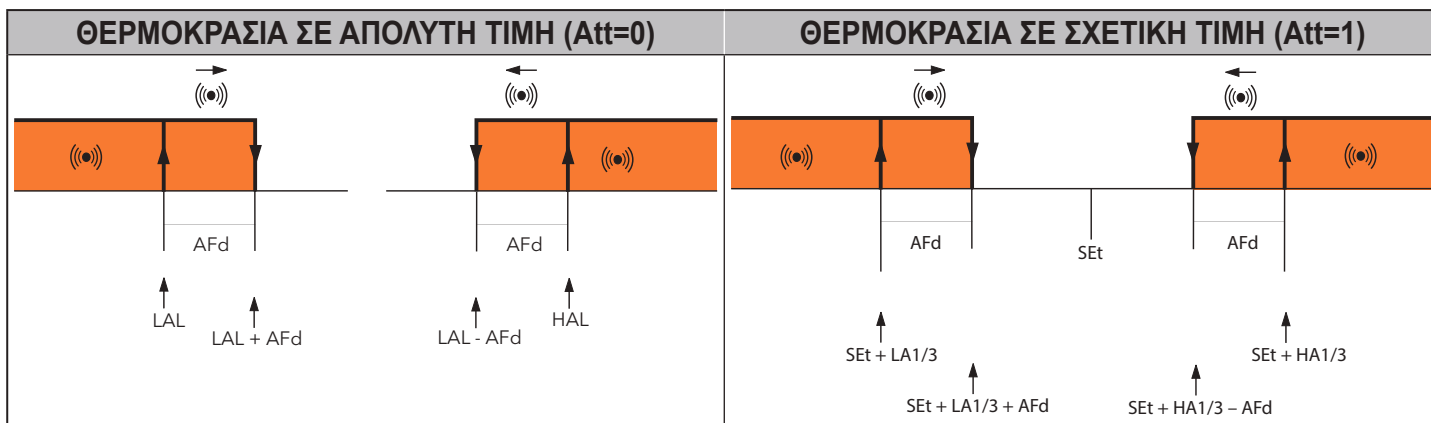 ΘΕΡΜΟΚΡΑΣΙΑ ΣΕ ΑΠΟΛΥΤΗ ΤΙΜΗ (Att=0)
AFd
AFd
LAL
LAL + AFd
LAL - AFd
HAL
ΘΕΡΜΟΚΡΑΣΙΑ ΣΕ ΣΧΕΤΙΚΗ ΤΙΜΗ (Att=1)
AFd
SEt
AFd
SEt + LA1/3
SEt + HA1/3
SEt + LA1/3 + AFd
SEt + HA1/3 – AFd